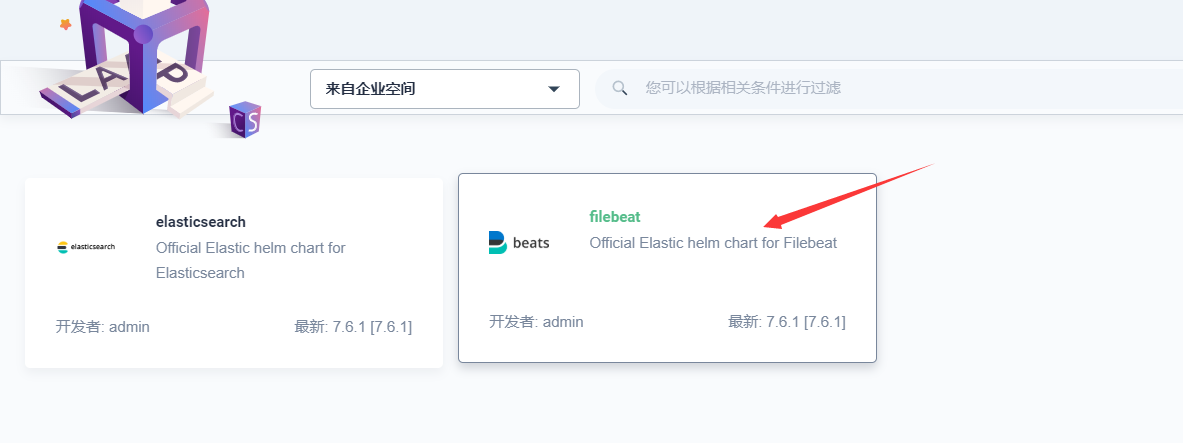 LAPP
CS
来自企业空间
您可以根据相关条件进行过滤
elasticsearch
elasticsearch
Official Elastic helm chart for
Elasticsearch
开发者: admin
最新: 7.6.1 [7.6.1]
beats
filebeat
Official Elastic helm chart for Filebeat
开发者: admin
最新: 7.6.1 [7.6.1]